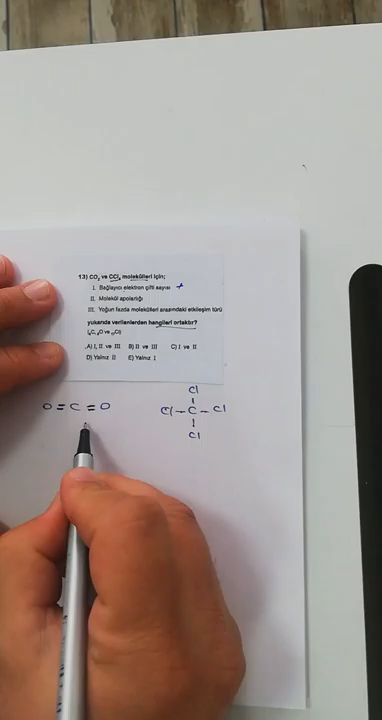 13) CO2 ve CCl4 molekülleri için;
I. Bağlayıcı elektron çifti sayısı +
II. Molekül apolarlığı
III. Yoğun fazda molekülleri arasındaki etkileşim türü
yukarıda verilenlerden hangileri ortaktır?
(6C, 8O ve 17Cl)
A) I, II ve III B) II ve III C) I ve II
D) Yalnız II E) Yalnız I
Cl
O = C = O Cl - C - Cl
Cl